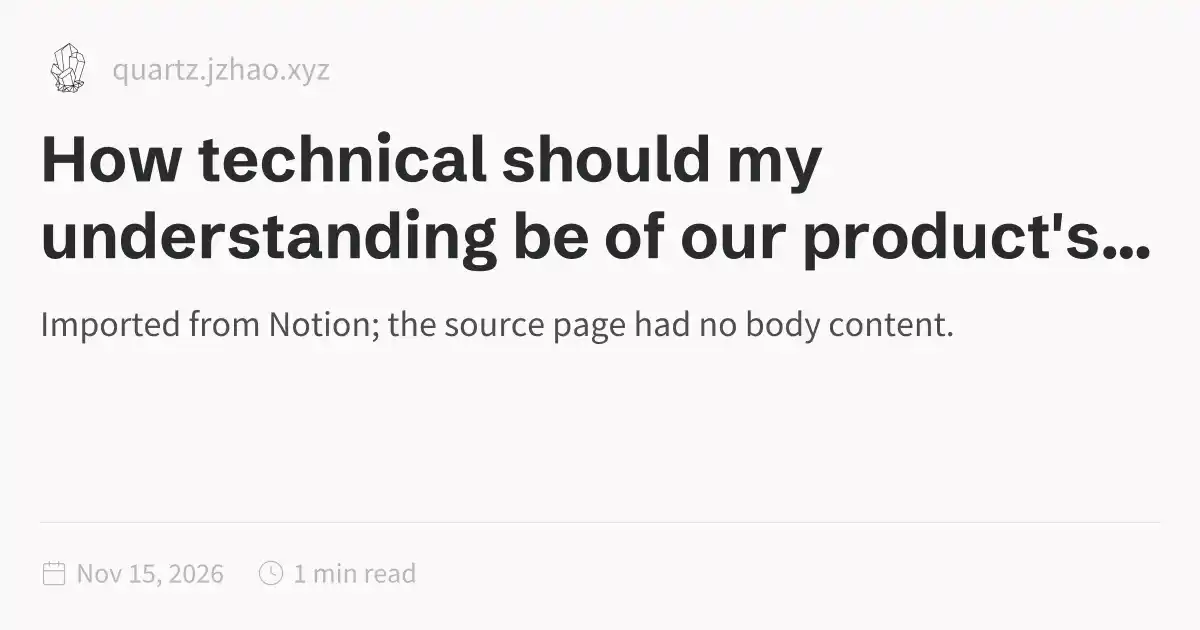 quartz.jzhao.xyz
How technical should my
understanding be of our product's...
Imported from Notion; the source page had no body content.
Nov 15, 2026 1 min read